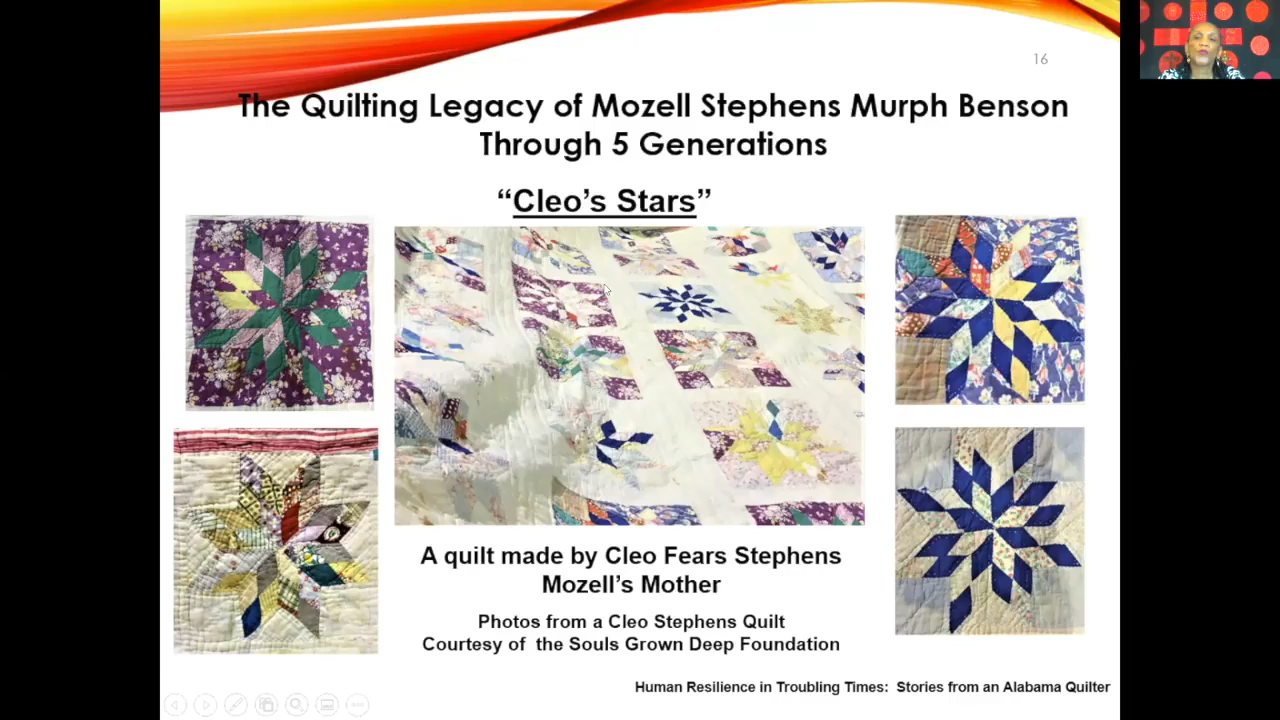 16
The Quilting Legacy of Mozell Stephens Murph Benson
Through 5 Generations
“Cleo’s Stars”
A quilt made by Cleo Fears Stephens
Mozell’s Mother
Photos from a Cleo Stephens Quilt
Courtesy of the Souls Grown Deep Foundation
Human Resilience in Troubling Times: Stories from an Alabama Quilter